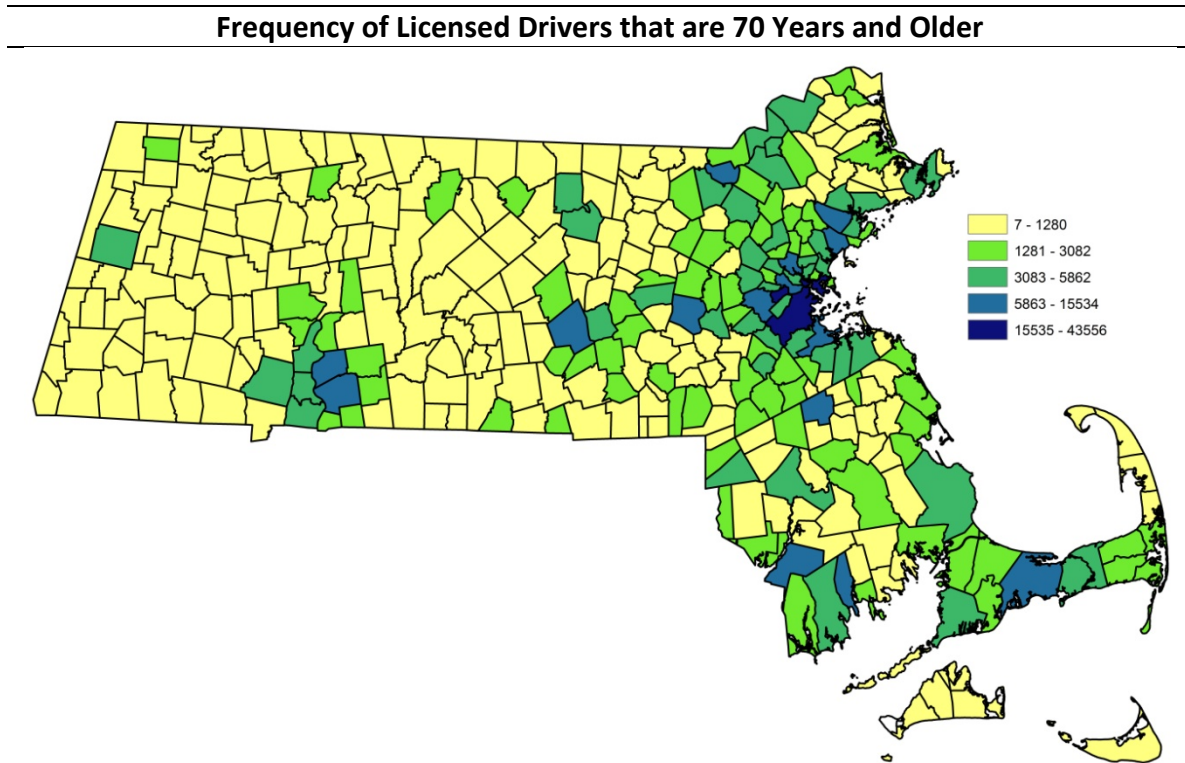 Frequency of Licensed Drivers that are 70 Years and Older
7 - 1280
1281 - 3082
3083 - 5862
5863 - 15534
15535 - 43556